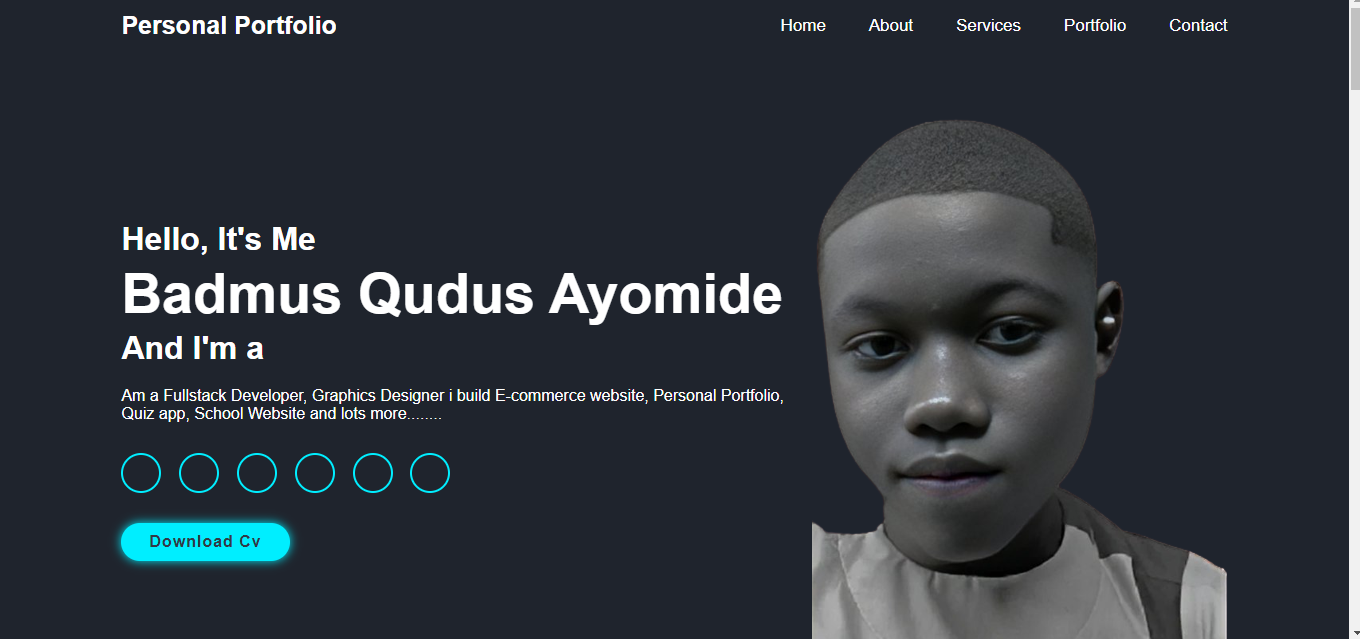 Personal Portfolio
Home About Services Portfolio Contact
Hello, It's Me
Badmus Qudus Ayomide
And I'm a
Am a Fullstack Developer, Graphics Designer i build E-commerce website, Personal Portfolio,
Quiz app, School Website and lots more........
Download Cv